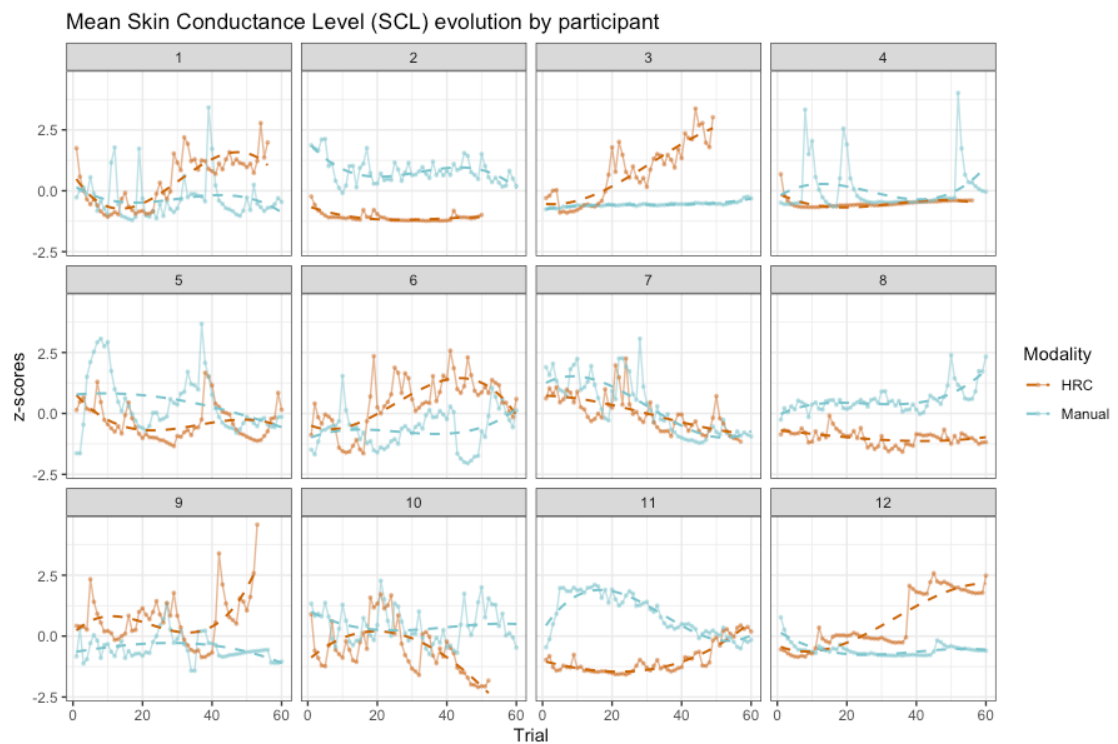 Mean Skin Conductance Level (SCL) evolution by participant
1 2 3 4
2.5
0.0
-2.5
5 6 7 8
2.5
0.0
-2.5
9 10 11 12
2.5
0.0
-2.5
0 20 40 60 0 20 40 60 0 20 40 60 0 20 40 60
Trial
z-scores
Modality
HRC
Manual